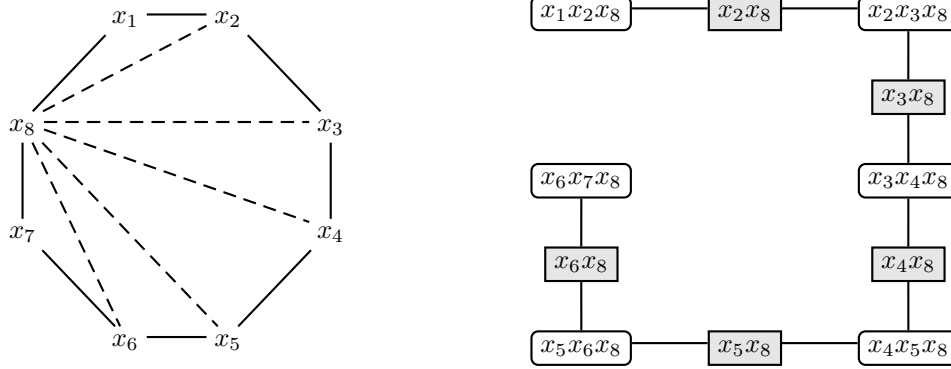 x₁ x₂
x₈ x₃
x₇ x₄
x₆ x₅
x₁x₂x₈ x₂x₈ x₂x₃x₈
x₃x₈
x₆x₇x₈ x₃x₄x₈
x₆x₈ x₄x₈
x₅x₆x₈ x₅x₈ x₄x₅x₈